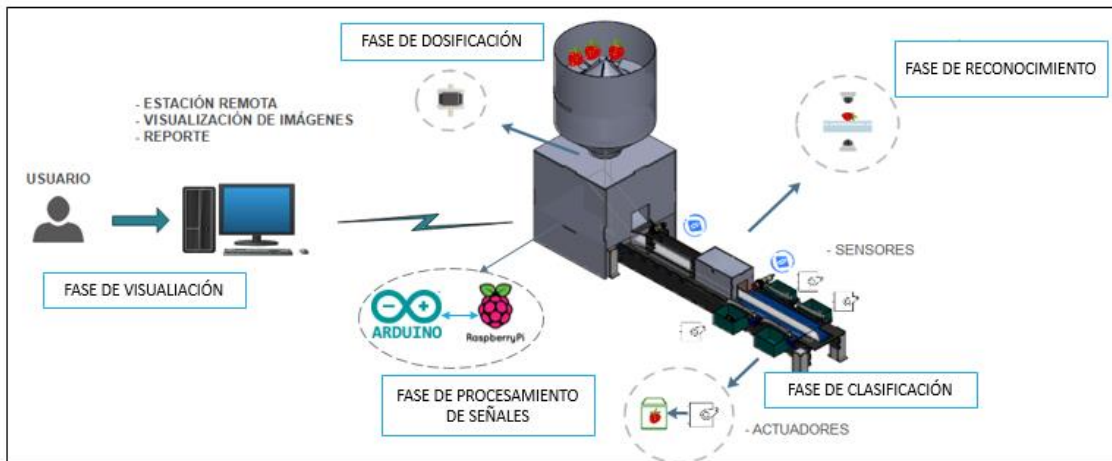 FASE DE DOSIFICACIÓN
FASE DE RECONOCIMIENTO
- ESTACIÓN REMOTA
- VISUALIZACIÓN DE IMÁGENES
- REPORTE
USUARIO
FASE DE VISUALIACIÓN
- SENSORES
ARDUINO
RaspberryPi
FASE DE PROCESAMIENTO
DE SEÑALES
FASE DE CLASIFICACIÓN
- ACTUADORES